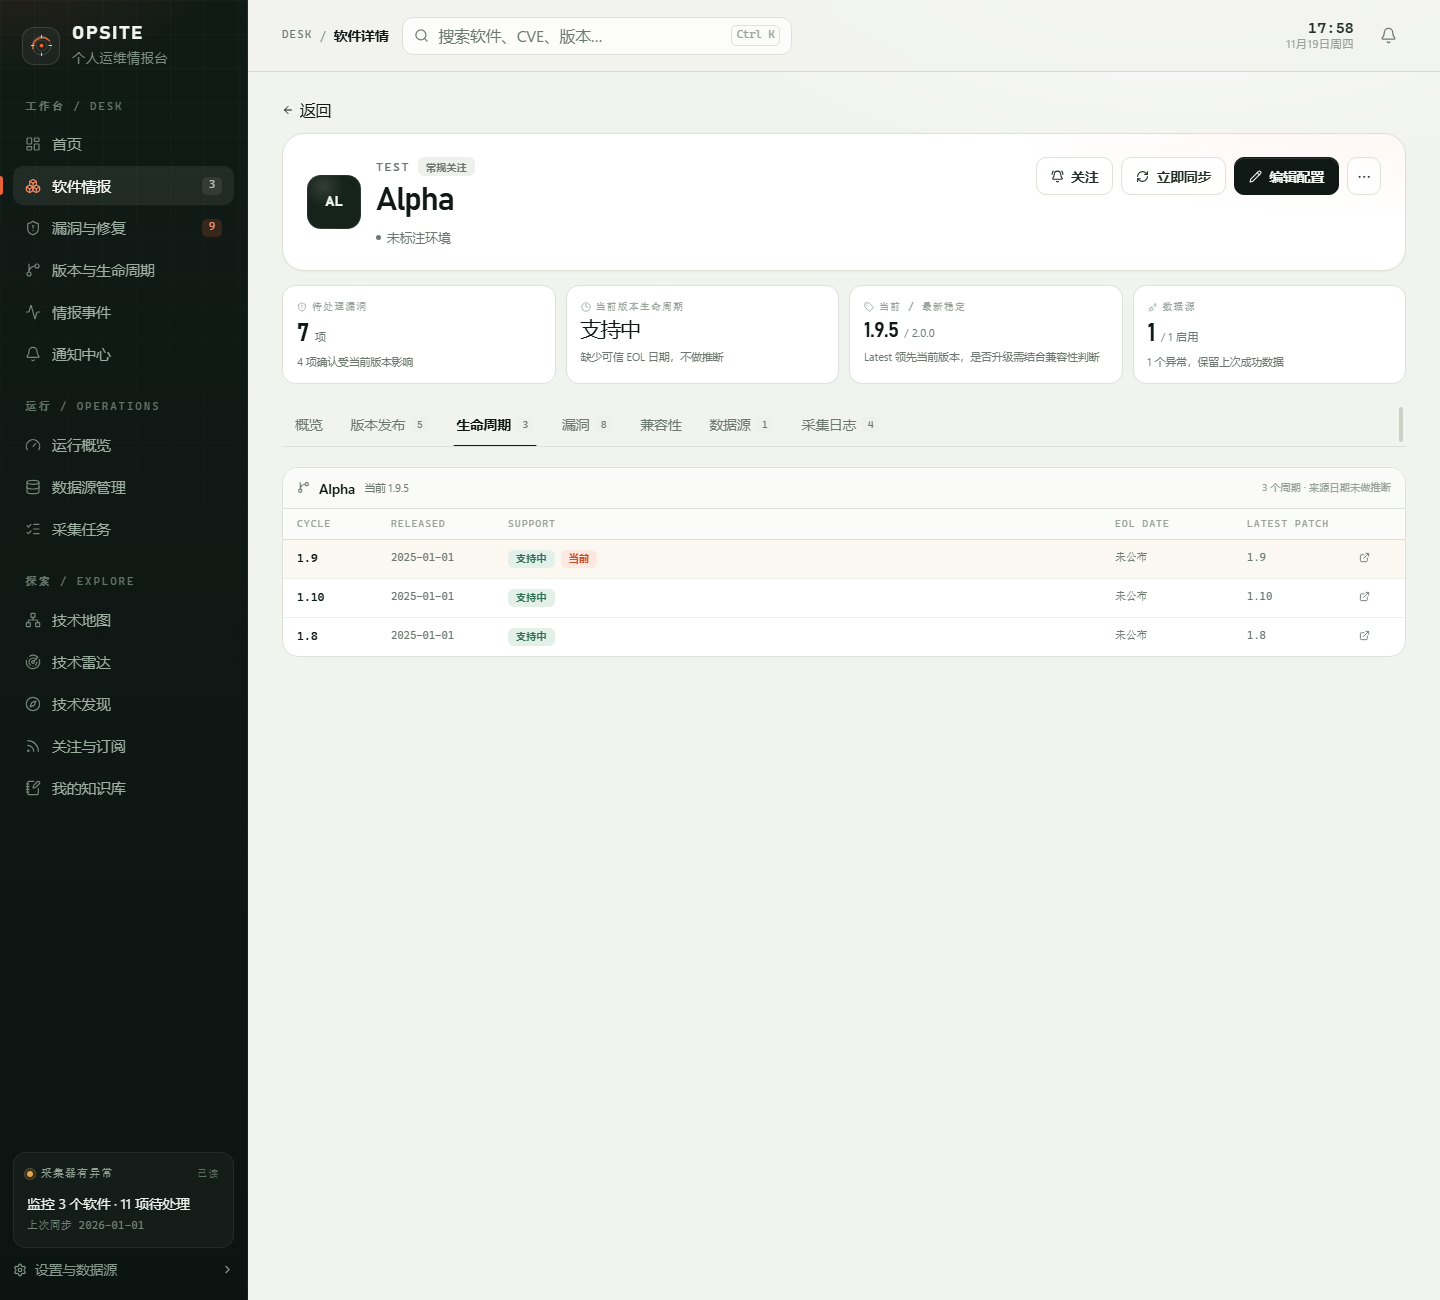 OPSITE
个人运维情报台
工作台 / DESK
首页
软件情报 3
漏洞与修复 9
版本与生命周期
情报事件
通知中心
运行 / OPERATIONS
运行概览
数据源管理
采集任务
探索 / EXPLORE
技术地图
技术雷达
技术发现
关注与订阅
我的知识库
采集器有异常 已读
监控 3 个软件 · 11 项待处理
上次同步 2026-01-01
设置与数据源
DESK / 软件详情
搜索软件、CVE、版本... Ctrl K
17:58
11月19日周四
返回
TEST 常规关注
AL
Alpha
未标注环境
关注 立即同步 编辑配置 ···
待处理漏洞
7 项
4 项确认受当前版本影响
当前版本生命周期
支持中
缺少可信 EOL 日期，不做推断
当前 / 最新稳定
1.9.5 / 2.0.0
Latest 领先当前版本，是否升级需结合兼容性判断
数据源
1 / 1 启用
1 个异常，保留上次成功数据
概览 版本发布 5 生命周期 3 漏洞 8 兼容性 数据源 1 采集日志 4
Alpha 当前 1.9.5 3 个周期 · 来源日期未做推断
CYCLE RELEASED SUPPORT EOL DATE LATEST PATCH
1.9 2025-01-01 支持中 当前 未公布 1.9
1.10 2025-01-01 支持中 未公布 1.10
1.8 2025-01-01 支持中 未公布 1.8